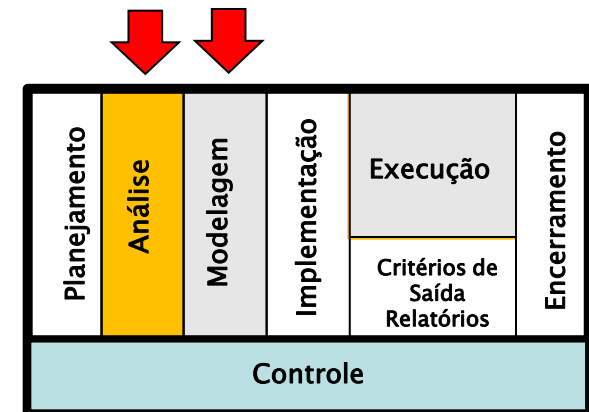 Planejamento
Análise
Modelagem
Implementação
Execução
Critérios de
Saída
Relatórios
Encerramento
Controle